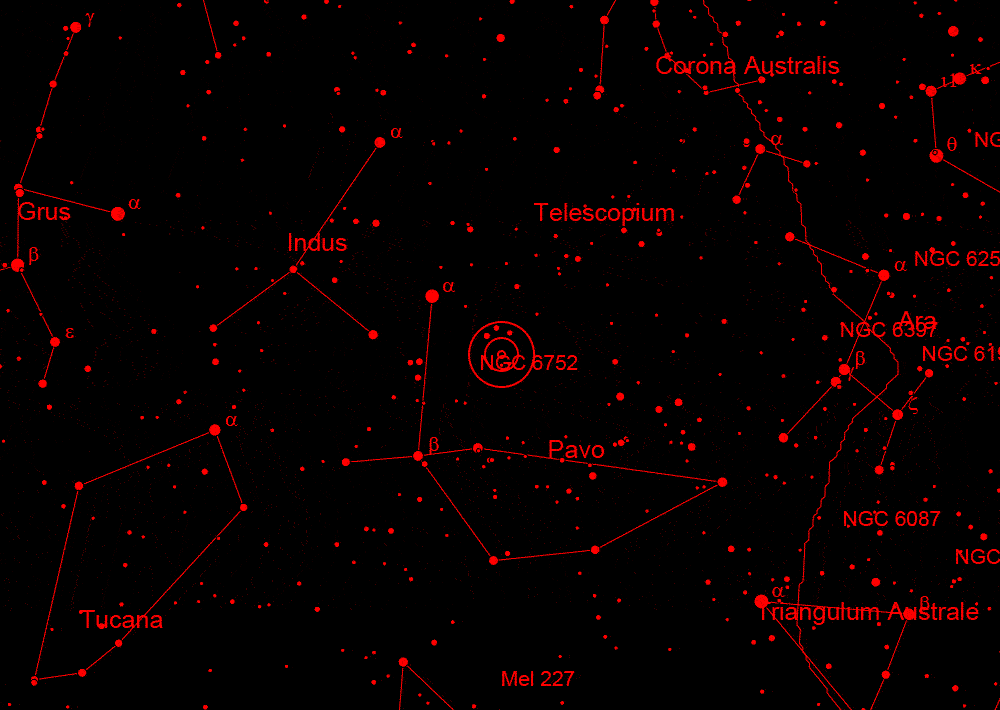 γ
Corona Australis
κ
ι1
α
α
θ
NG
α
Grus
Telescopium
β
Indus
α
NGC 625
α
Ara
NGC 6397
ε
NGC 6752
β
NGC 619
ζ
α
β
Pavo
NGC 6087
NGC
α
β
Tucana
Triangulum Australe
Mel 227